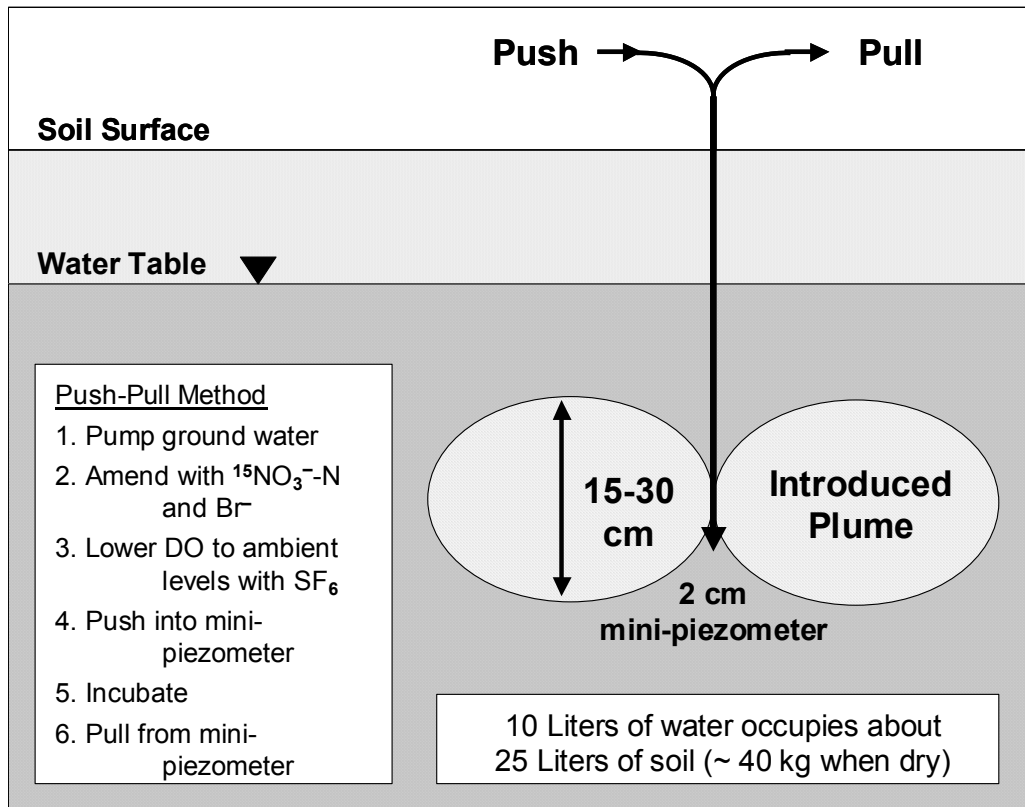 Push
Pull
Soil Surface
Water Table
Push-Pull Method
1. Pump ground water
2. Amend with ¹⁵NO₃⁻-N
and Br⁻
3. Lower DO to ambient
levels with SF₆
4. Push into mini-
piezometer
5. Incubate
6. Pull from mini-
piezometer
15-30
cm
Introduced
Plume
2 cm
mini-piezometer
10 Liters of water occupies about
25 Liters of soil (~ 40 kg when dry)